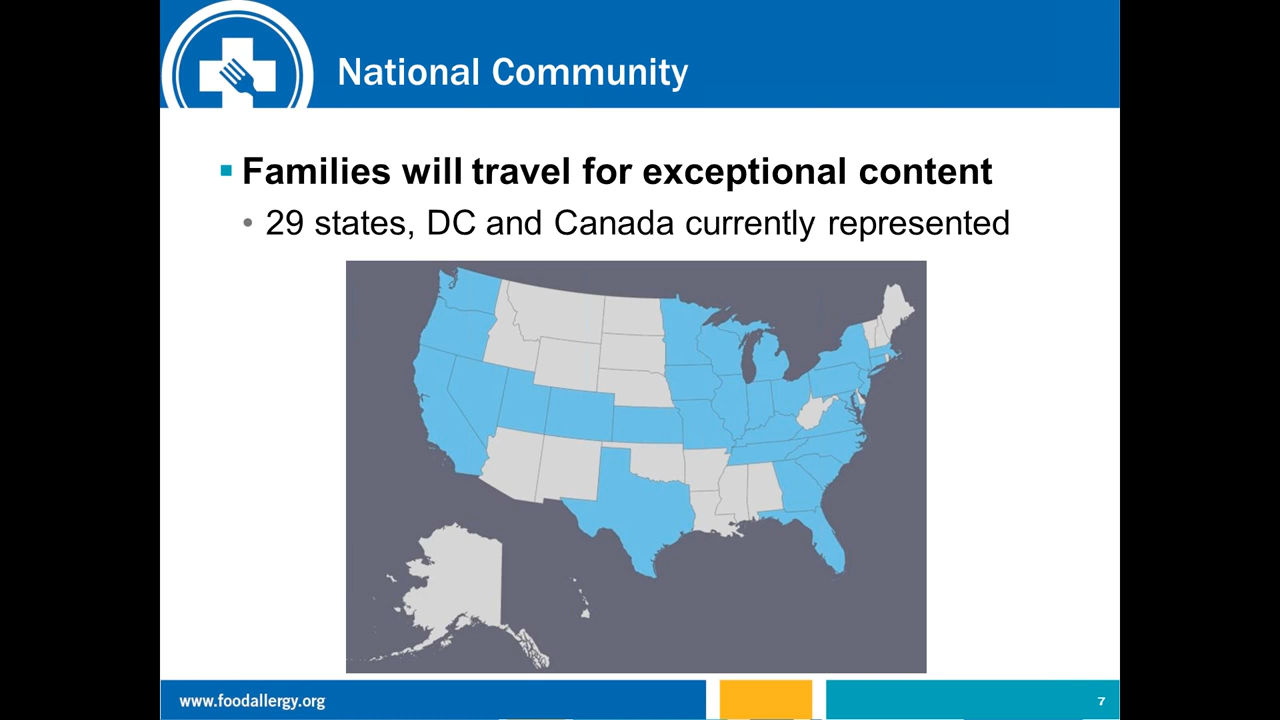 National Community
Families will travel for exceptional content
29 states, DC and Canada currently represented
www.foodallergy.org
7